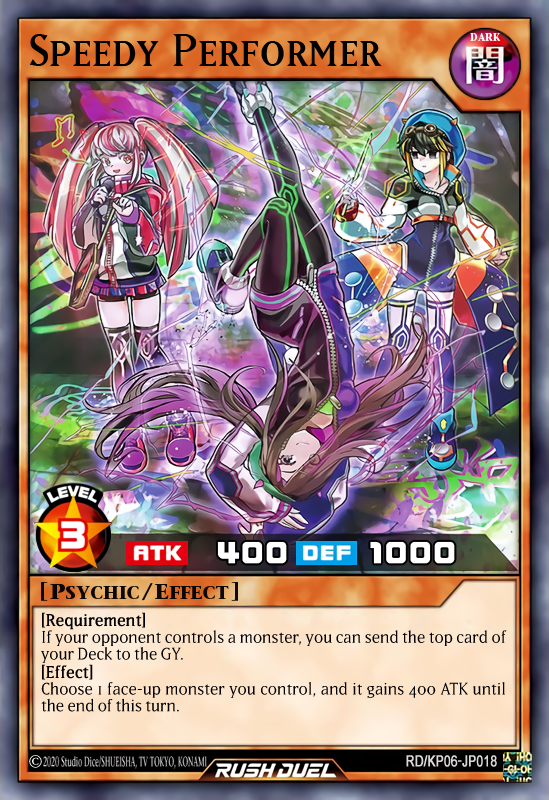 SPEEDY PERFORMER
DARK
闇
LEVEL
3
ATK 400 DEF 1000
[PSYCHIC/EFFECT]
[Requirement]
If your opponent controls a monster, you can send the top card of
your Deck to the GY.
[Effect]
Choose 1 face-up monster you control, and it gains 400 ATK until
the end of this turn.
©2020 Studio Dice/SHUEISHA, TV TOKYO, KONAMI
RUSH DUEL
RD/KP06-JP018